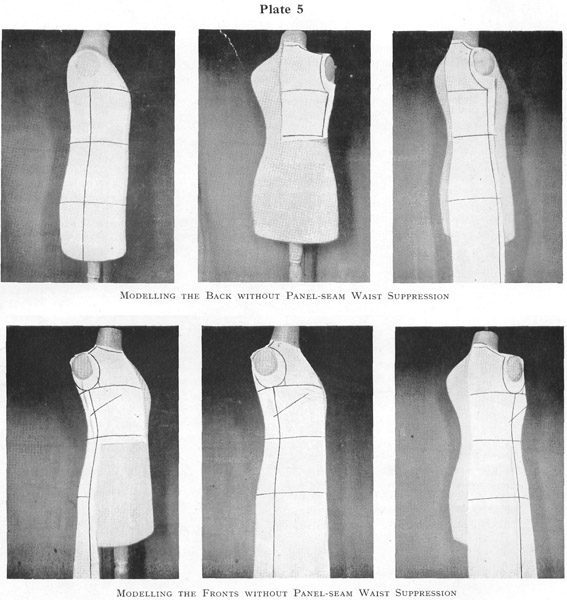 Plate 5
Modelling the Back without Panel-seam Waist Suppression
Modelling the Fronts without Panel-seam Waist Suppression